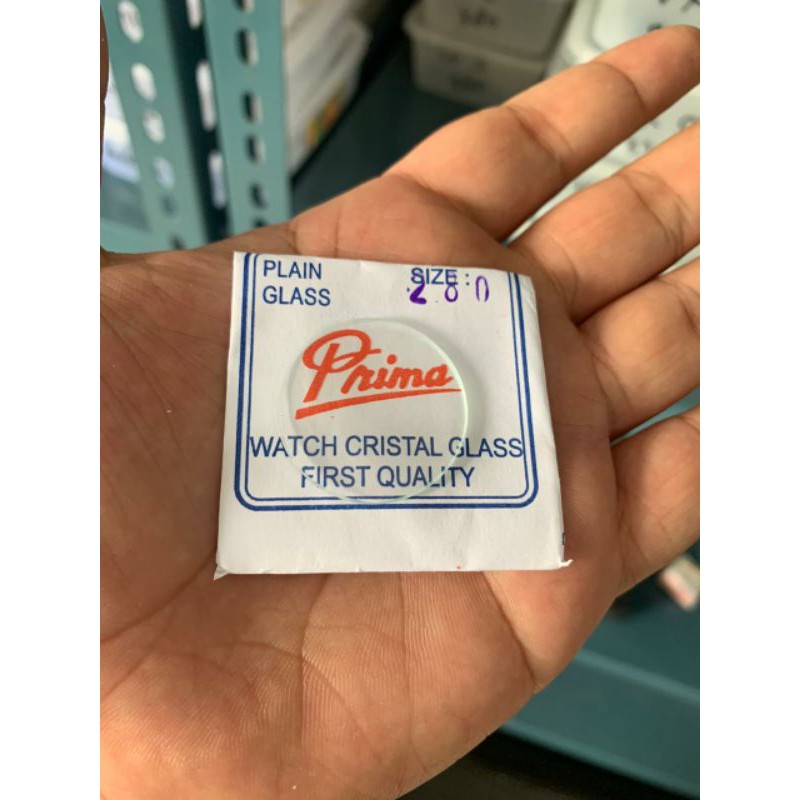 PLAIN SIZE :
GLASS 280
Prima
WATCH CRISTAL GLASS
FIRST QUALITY